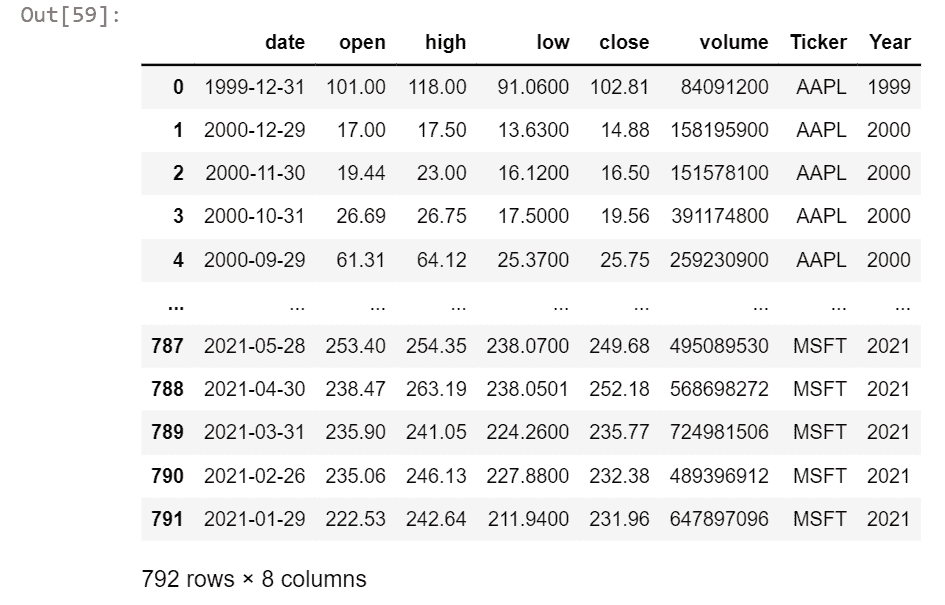 Out[59]:
date open high low close volume Ticker Year
0 1999-12-31 101.00 118.00 91.0600 102.81 84091200 AAPL 1999
1 2000-12-29 17.00 17.50 13.6300 14.88 158195900 AAPL 2000
2 2000-11-30 19.44 23.00 16.1200 16.50 151578100 AAPL 2000
3 2000-10-31 26.69 26.75 17.5000 19.56 391174800 AAPL 2000
4 2000-09-29 61.31 64.12 25.3700 25.75 259230900 AAPL 2000
... ... ... ... ... ... ... ... ...
787 2021-05-28 253.40 254.35 238.0700 249.68 495089530 MSFT 2021
788 2021-04-30 238.47 263.19 238.0501 252.18 568698272 MSFT 2021
789 2021-03-31 235.90 241.05 224.2600 235.77 724981506 MSFT 2021
790 2021-02-26 235.06 246.13 227.8800 232.38 489396912 MSFT 2021
791 2021-01-29 222.53 242.64 211.9400 231.96 647897096 MSFT 2021
792 rows × 8 columns